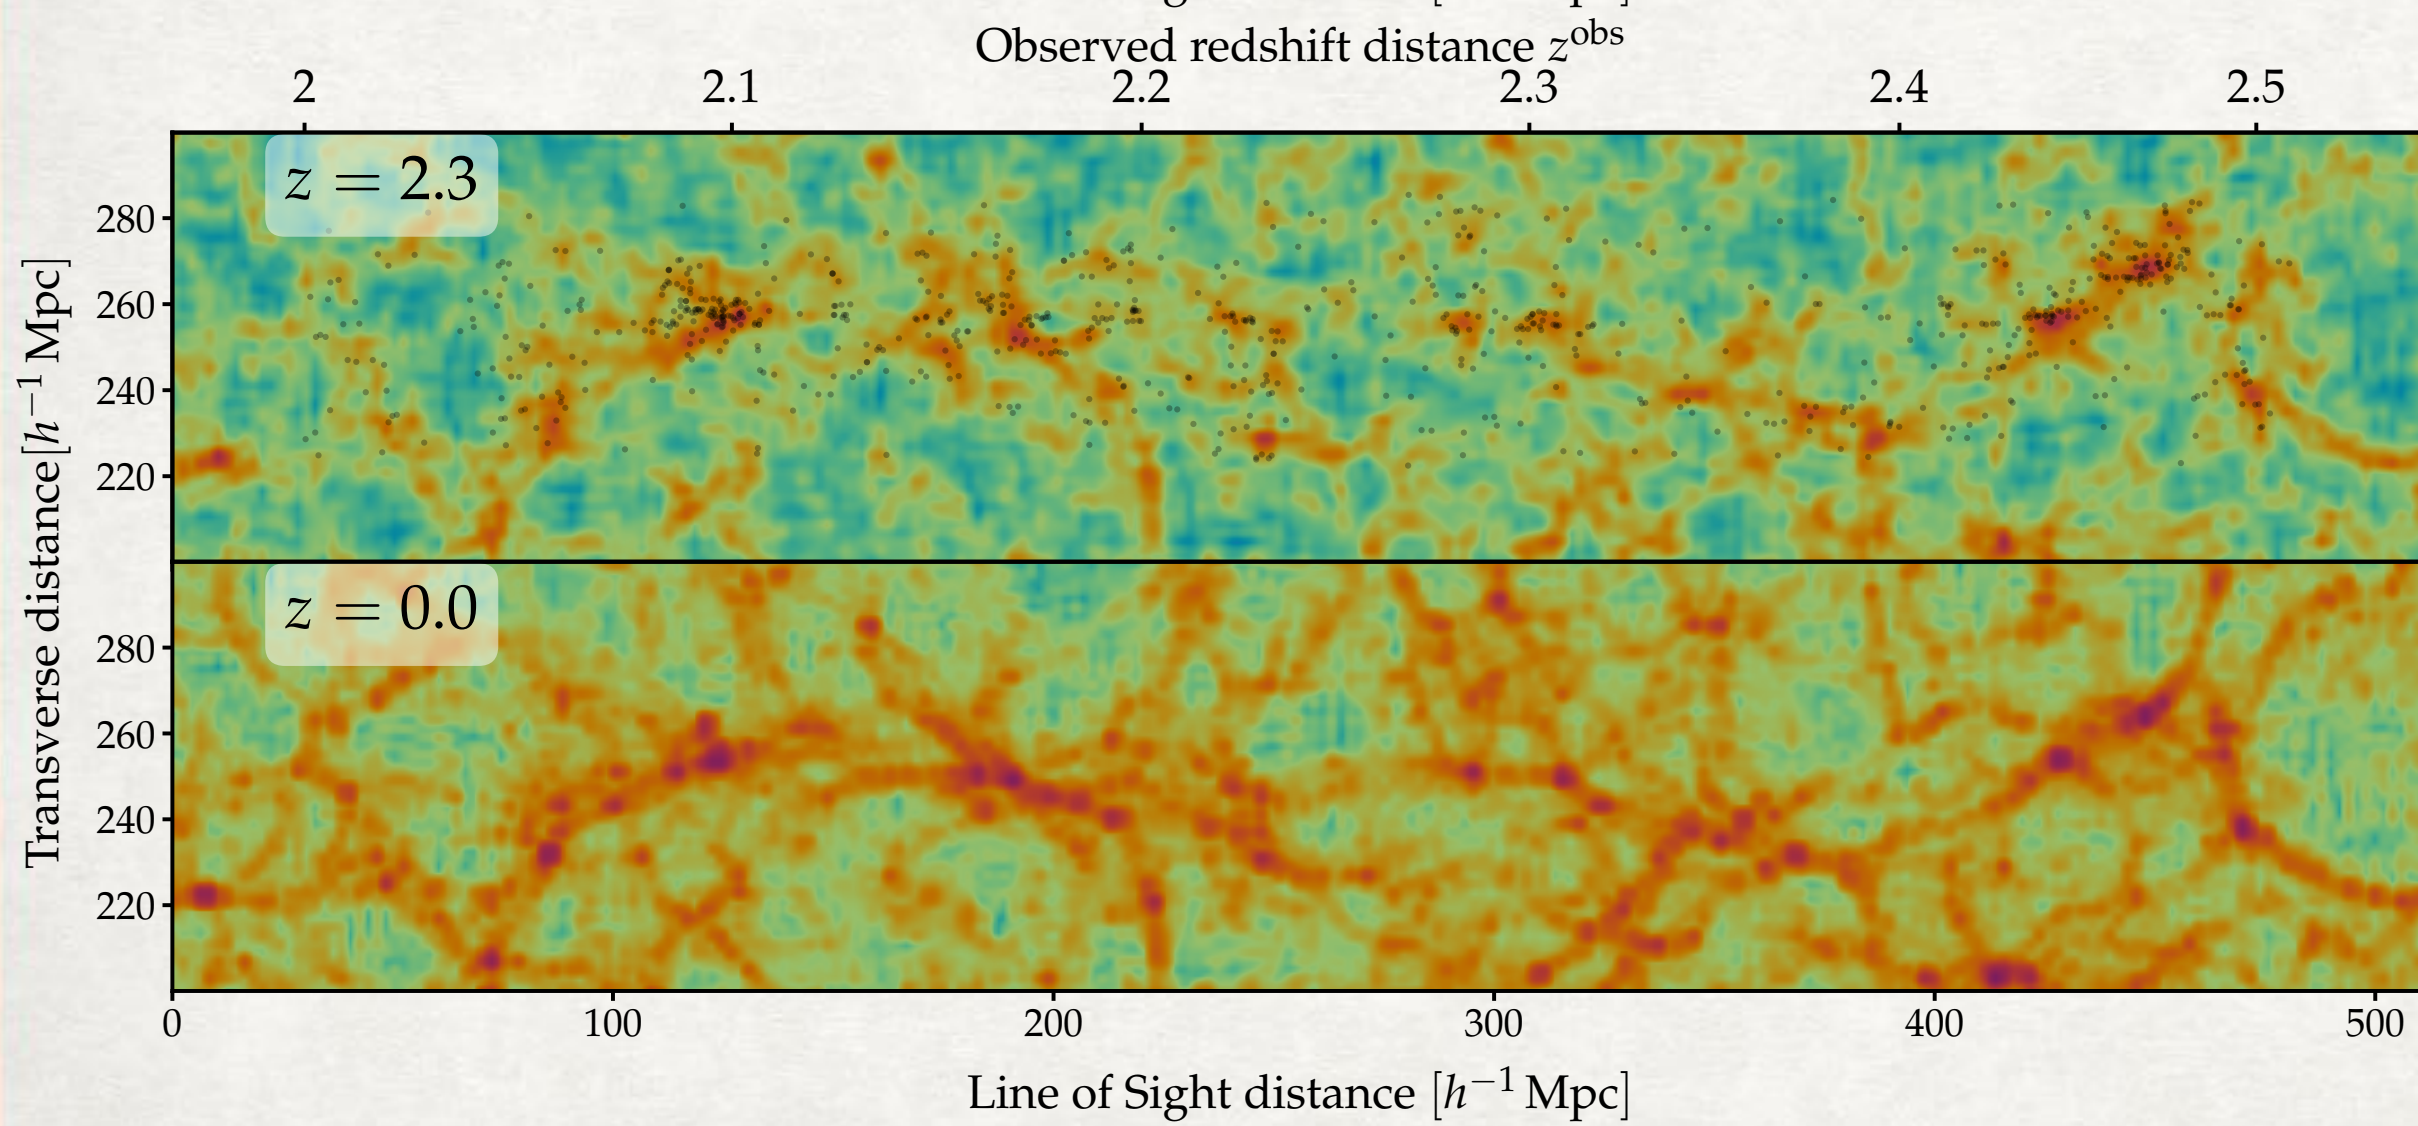 Observed redshift distance z^obs
2 2.1 2.2 2.3 2.4 2.5
z = 2.3
280
260
240
220
Transverse distance[h⁻¹ Mpc]
z = 0.0
280
260
240
220
0 100 200 300 400 500
Line of Sight distance [h⁻¹ Mpc]